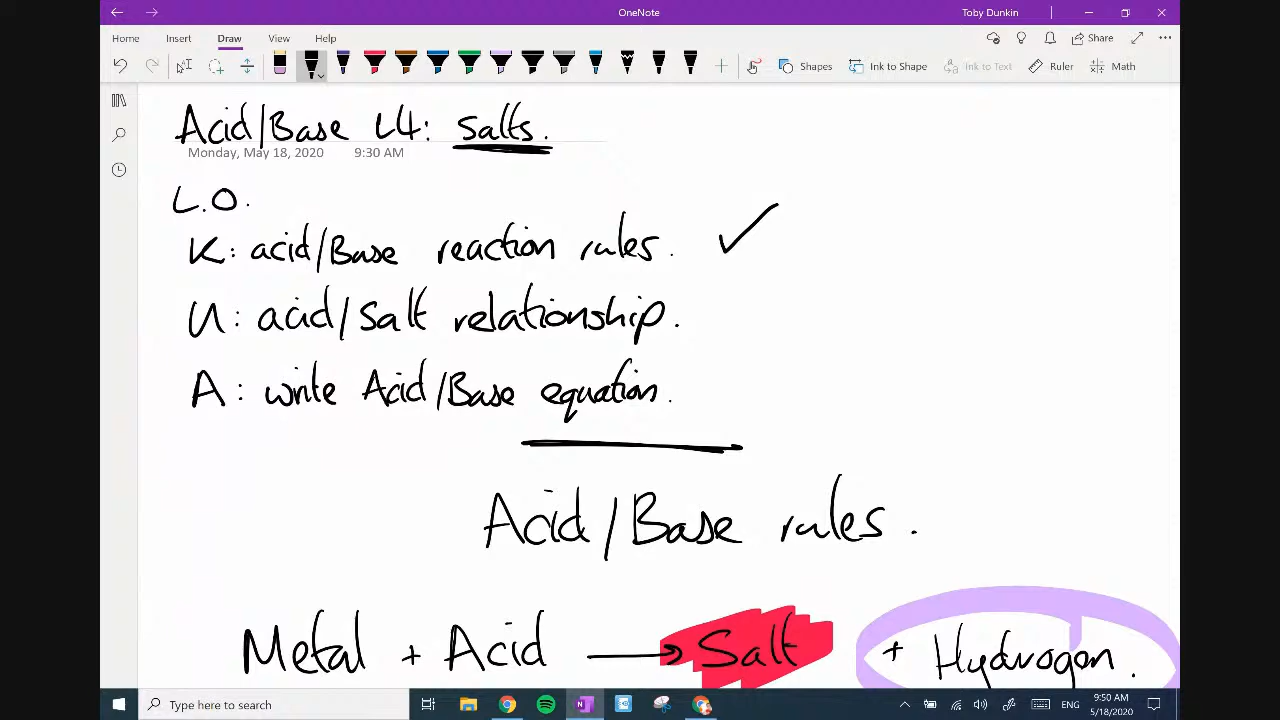 OneNote
Toby Dunkin
Home Insert Draw View Help
Share
Shapes Ink to Shape Ink to Text Ruler Math
Acid/Base L4: Salts.
Monday, May 18, 2020 9:30 AM
L.O.
K: acid/Base reaction rules.
U: acid/salt relationship.
A: write Acid/Base equation.
Acid/Base rules.
Metal + Acid → Salt + Hydrogen.
Type here to search
ENG
9:50 AM
5/18/2020